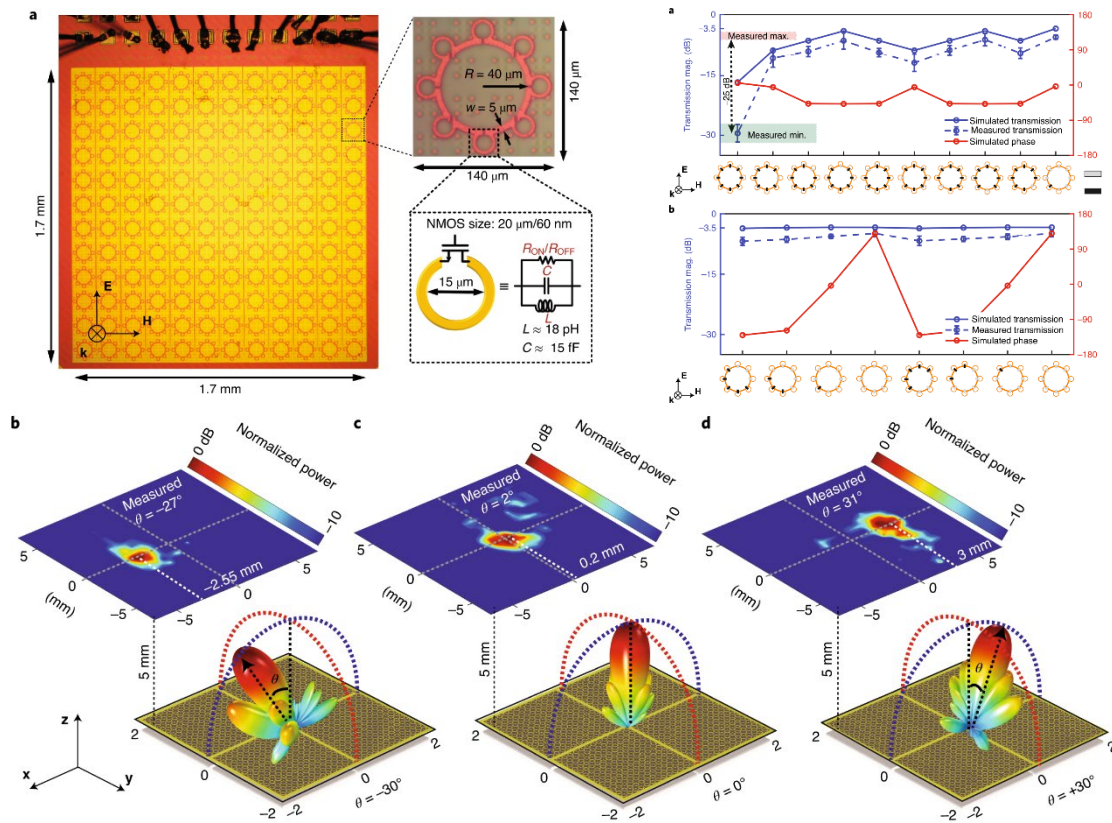 a
1.7 mm
E
H
k
1.7 mm
R = 40 μm
w = 5 μm
140 μm
140 μm
NMOS size: 20 μm/60 nm
15 μm
≡
R_ON/R_OFF
C
L
L ≈ 18 pH
C ≈ 15 fF
a
Transmission mag. (dB)
-3.5
-15
-30
Measured max.
25 dB
Measured min.
Simulated transmission
Measured transmission
Simulated phase
180
90
0
-90
-180
E
H
k
b
Transmission mag. (dB)
-3.5
-15
-30
Simulated transmission
Measured transmission
Simulated phase
180
90
0
-90
-180
E
H
k
b
0 dB
Normalized power
-10
Measured
θ = -27°
-2.55 mm
5
0
-5
(mm)
-5
0
5
5 mm
θ
2
0
-2
-2
0
2
θ = -30°
z
x
y
c
0 dB
Normalized power
-10
Measured
θ = 2°
0.2 mm
5
0
-5
(mm)
-5
0
5
5 mm
2
0
-2
-2
0
2
θ = 0°
d
0 dB
Normalized power
-10
Measured
θ = 31°
3 mm
5
0
-5
(mm)
-5
0
5
5 mm
θ
2
0
-2
-2
0
2
θ = +30°